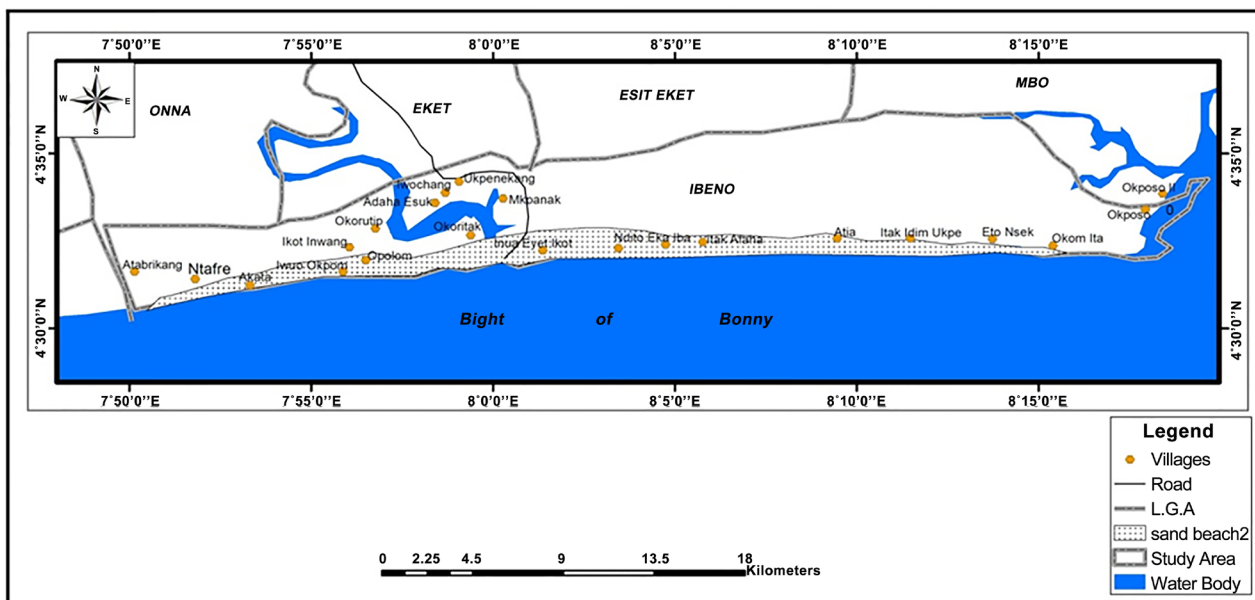 7°50'0''E 7°55'0''E 8°0'0''E 8°5'0''E 8°10'0''E 8°15'0''E
N
W E
S
ONNA
EKET
ESIT EKET
MBO
4°35'0''N
4°35'0''N
Iwochang
Okpenekang
Adaha Esuk
Mkpanak
IBENO
Okposo II
Okposo
0
Okorutip
Okoritak
Ikot Inwang
Inua Eyet Ikot
Ndito Eka Iba
Itak Afaha
Atia
Itak Idim Ukpe
Eto Nsek
Okom Ita
Atabrikang
Ntafre
Akata
Iwuo Okpom
Opolom
4°30'0''N
4°30'0''N
Bight of Bonny
7°50'0''E 7°55'0''E 8°0'0''E 8°5'0''E 8°10'0''E 8°15'0''E
Legend
Villages
Road
L.G.A
sand beach2
Study Area
Water Body
0 2.25 4.5 9 13.5 18
Kilometers